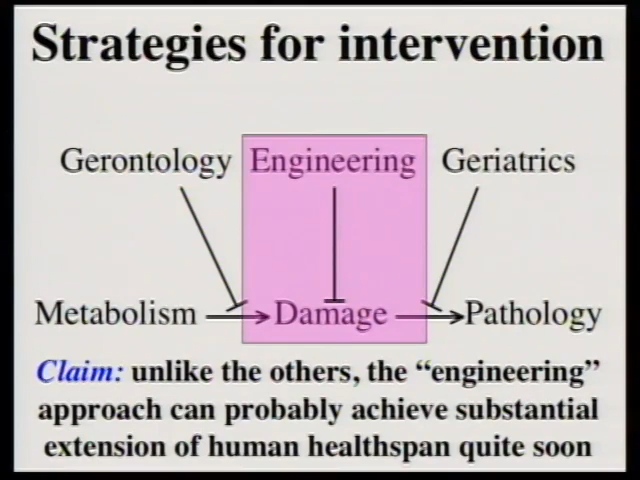 Strategies for intervention
Gerontology Engineering Geriatrics
Metabolism Damage Pathology
Claim: unlike the others, the “engineering”
approach can probably achieve substantial
extension of human healthspan quite soon